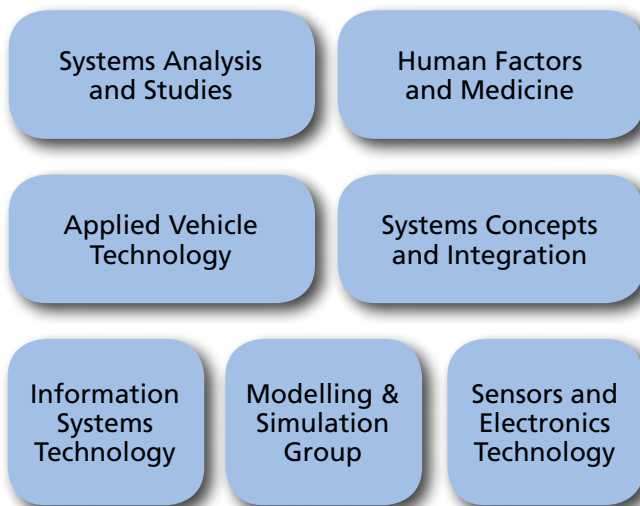 Systems Analysis
and Studies
Human Factors
and Medicine
Applied Vehicle
Technology
Systems Concepts
and Integration
Information
Systems
Technology
Modelling &
Simulation
Group
Sensors and
Electronics
Technology